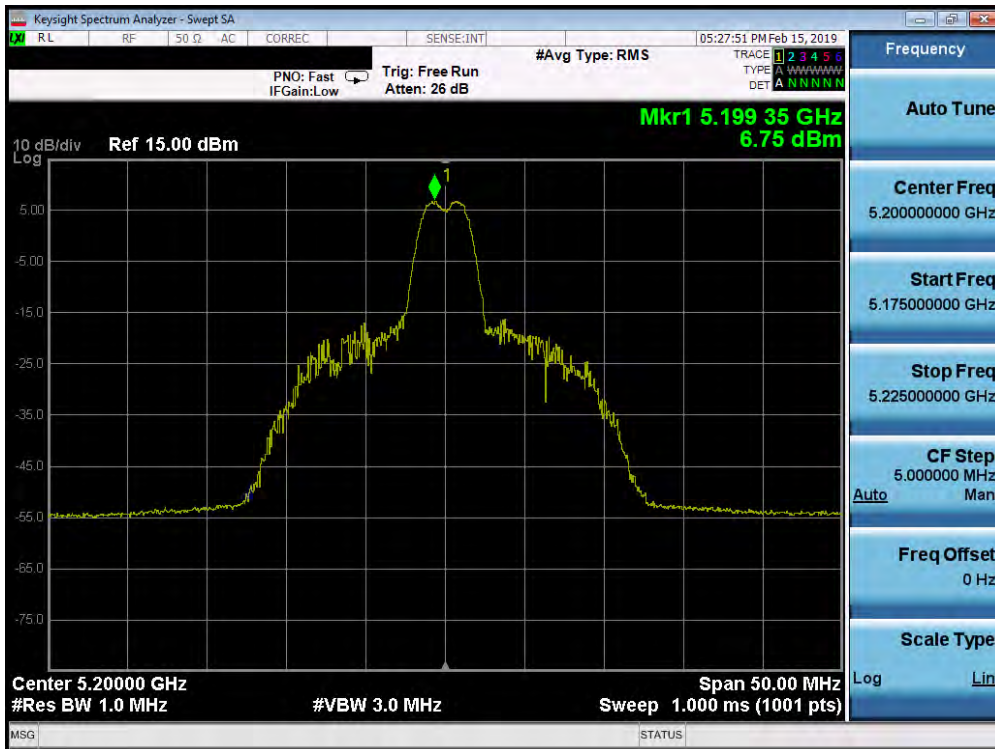 Keysight Spectrum Analyzer - Swept SA
LXI RL RF 50 Ω AC CORREC SENSE:INT 05:27:51 PM Feb 15, 2019
#Avg Type: RMS TRACE 1 2 3 4 5 6
PNO: Fast Trig: Free Run TYPE A WWWWW
IFGain:Low Atten: 26 dB DET A N N N N N
Mkr1 5.199 35 GHz
6.75 dBm
10 dB/div Ref 15.00 dBm
Log
1
5.00
-5.00
-15.0
-25.0
-35.0
-45.0
-55.0
-65.0
-75.0
Center 5.20000 GHz Span 50.00 MHz
#Res BW 1.0 MHz #VBW 3.0 MHz Sweep 1.000 ms (1001 pts)
MSG STATUS
Frequency
Auto Tune
Center Freq
5.200000000 GHz
Start Freq
5.175000000 GHz
Stop Freq
5.225000000 GHz
CF Step
5.000000 MHz
Auto Man
Freq Offset
0 Hz
Scale Type
Log Lin